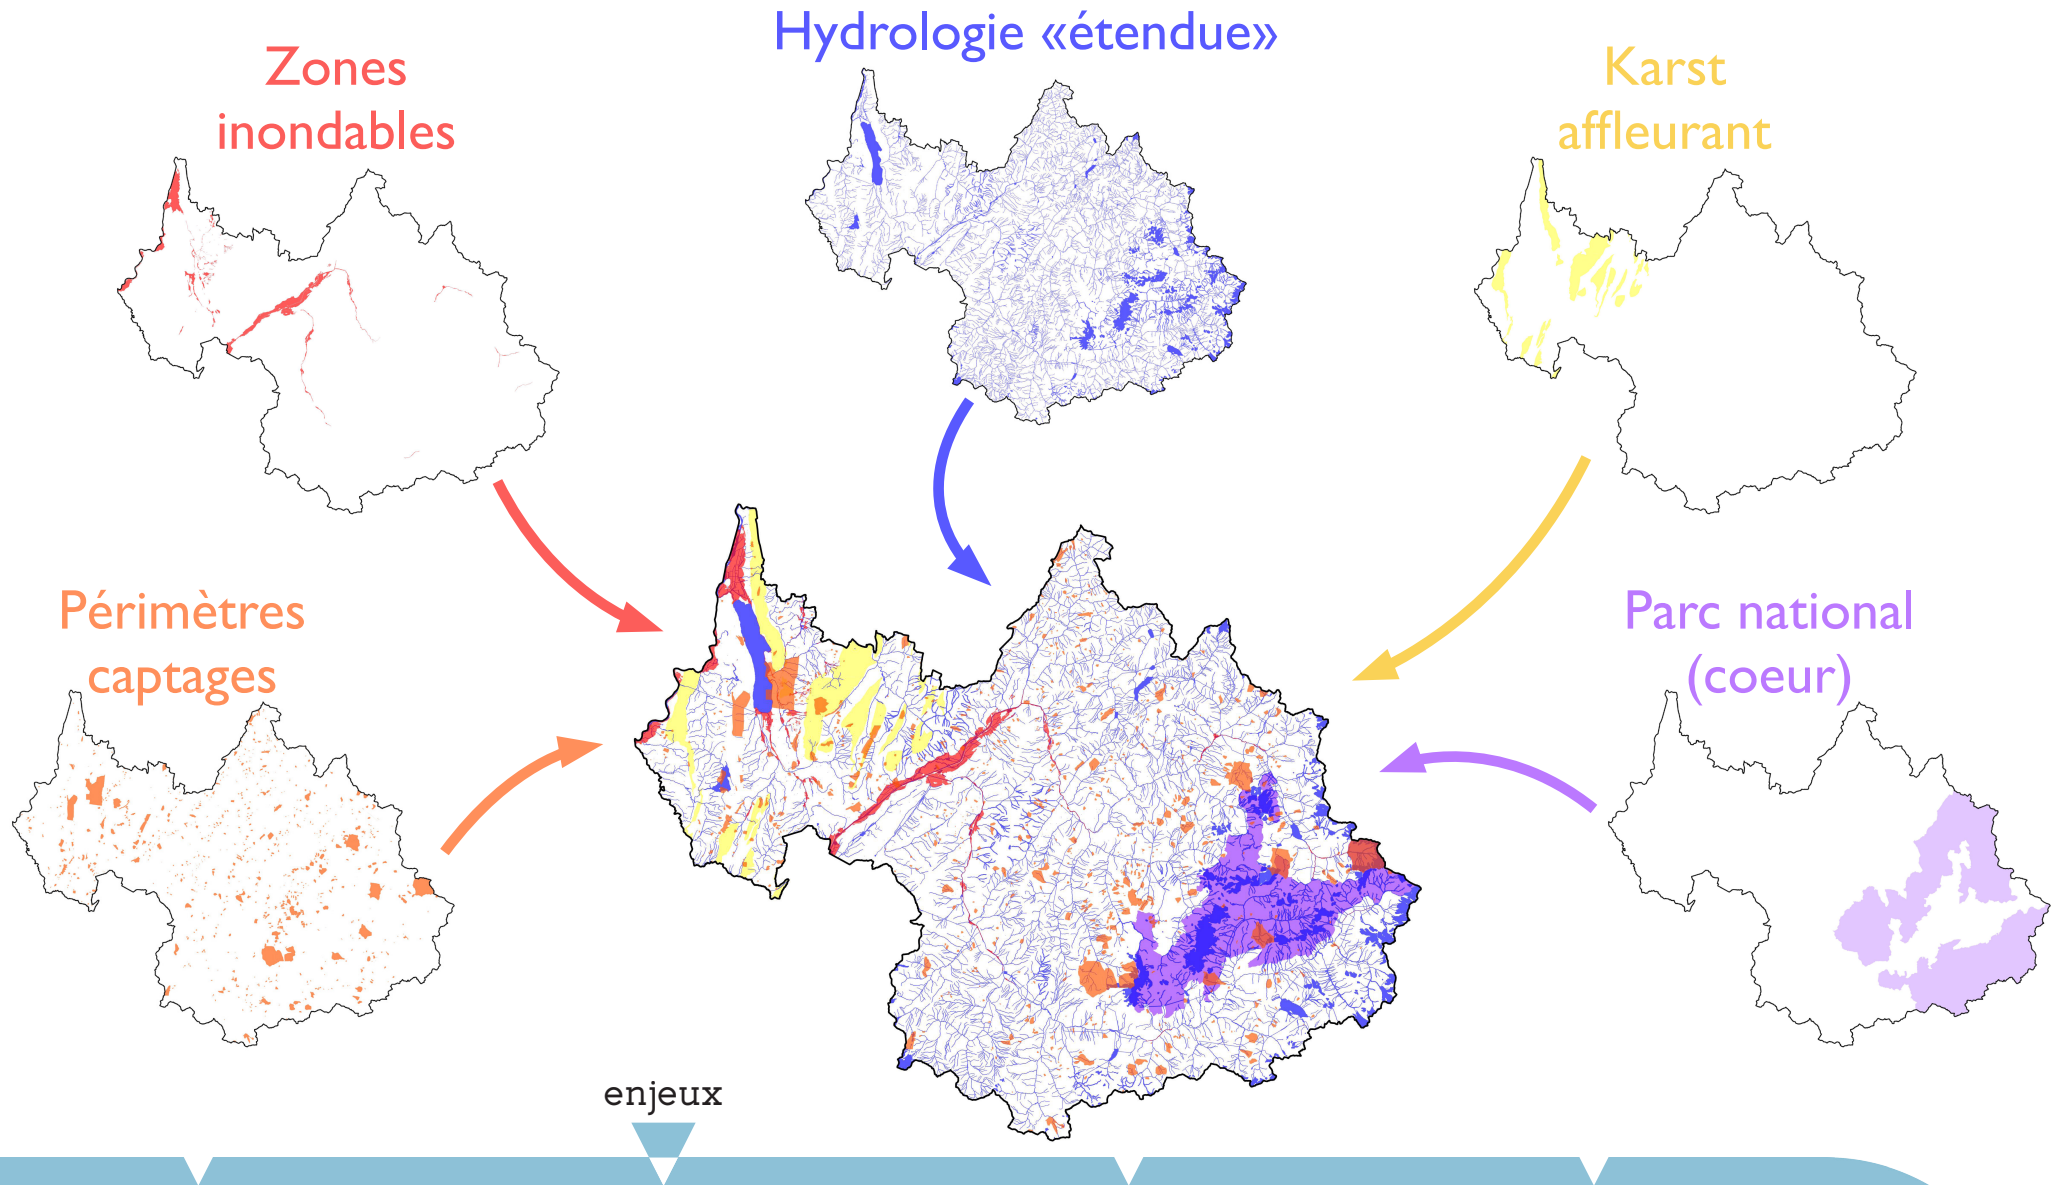 Hydrologie «étendue»
Zones
inondables
Karst
affleurant
Périmètres
captages
Parc national
(coeur)
enjeux